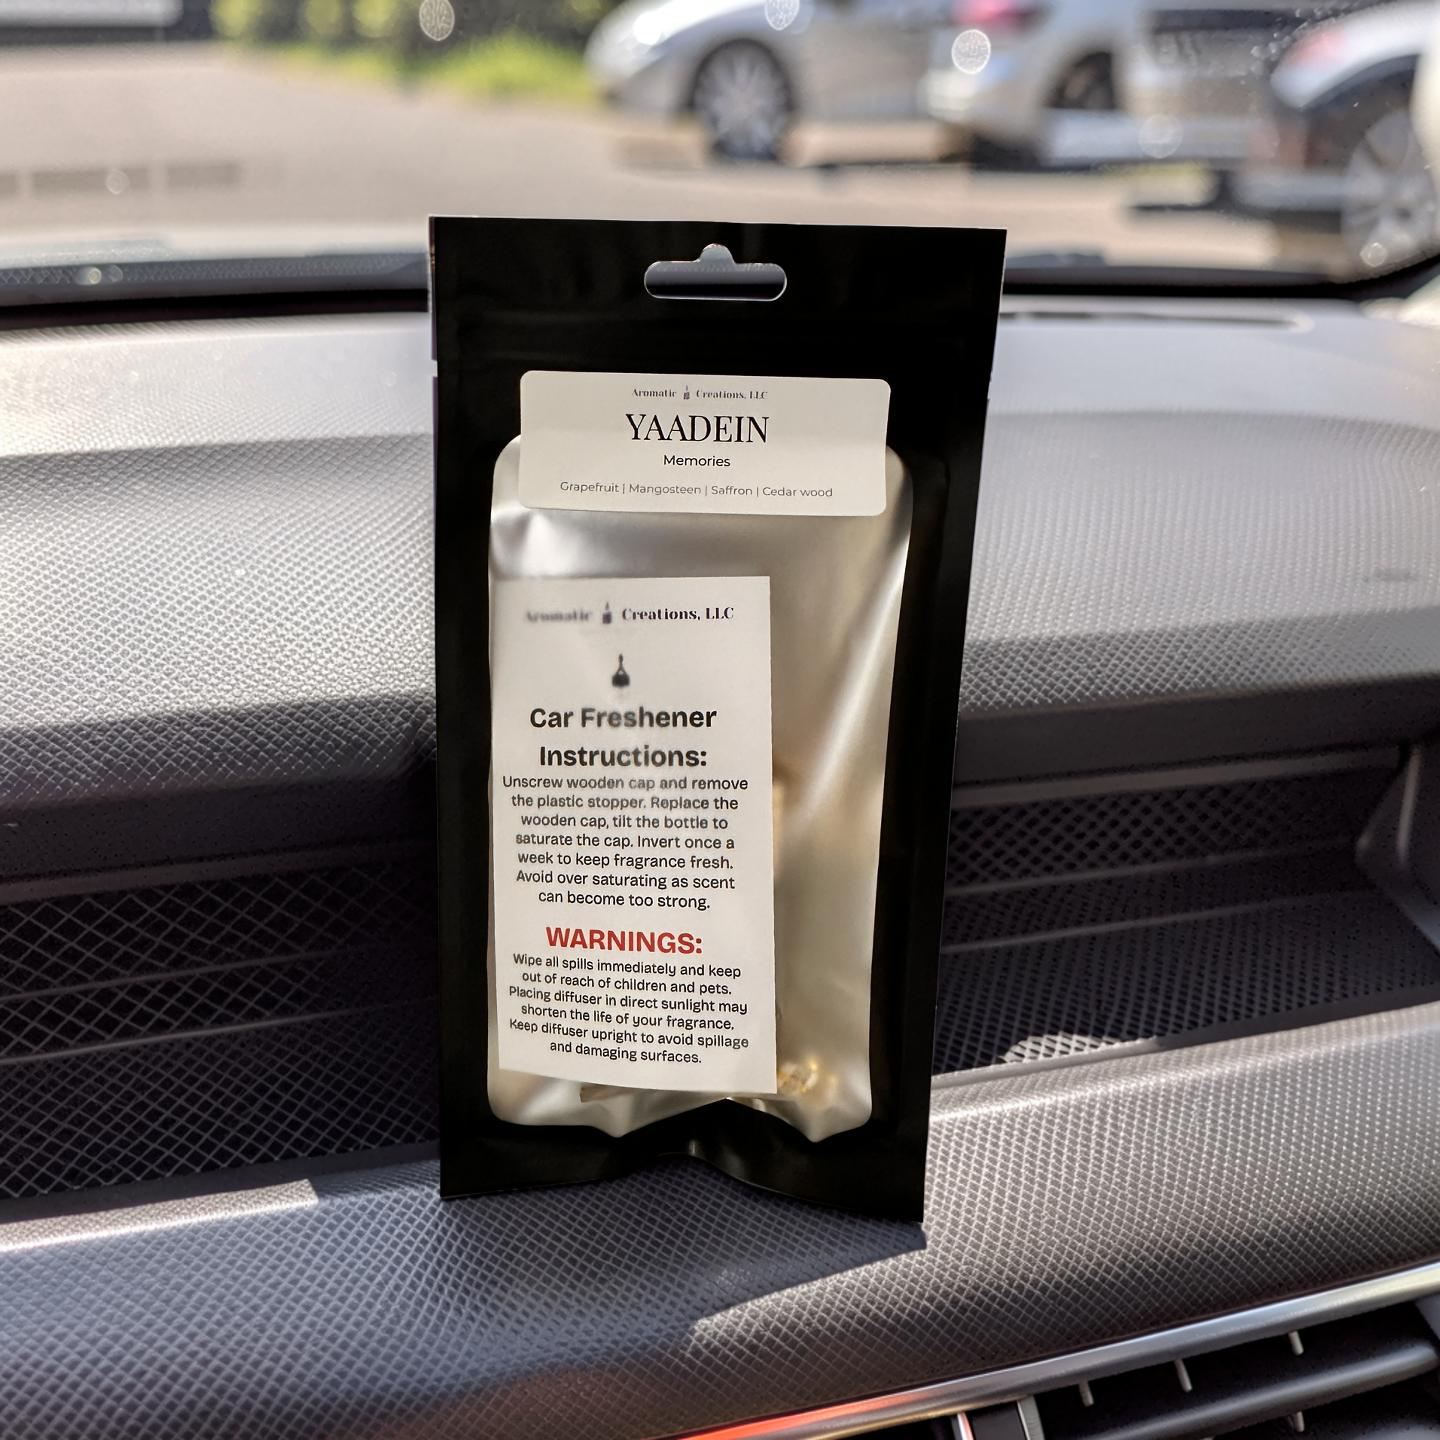 Aromatic Creations, LLC
YAADEIN
Memories
Grapefruit | Mangosteen | Saffron | Cedar wood
Aromatic Creations, LLC
Car Freshener
Instructions:
Unscrew wooden cap and remove
the plastic stopper. Replace the
wooden cap, tilt the bottle to
saturate the cap. Invert once a
week to keep fragrance fresh.
Avoid over saturating as scent
can become too strong.
WARNINGS:
Wipe all spills immediately and keep
out of reach of children and pets.
Placing diffuser in direct sunlight may
shorten the life of your fragrance.
Keep diffuser upright to avoid spillage
and damaging surfaces.